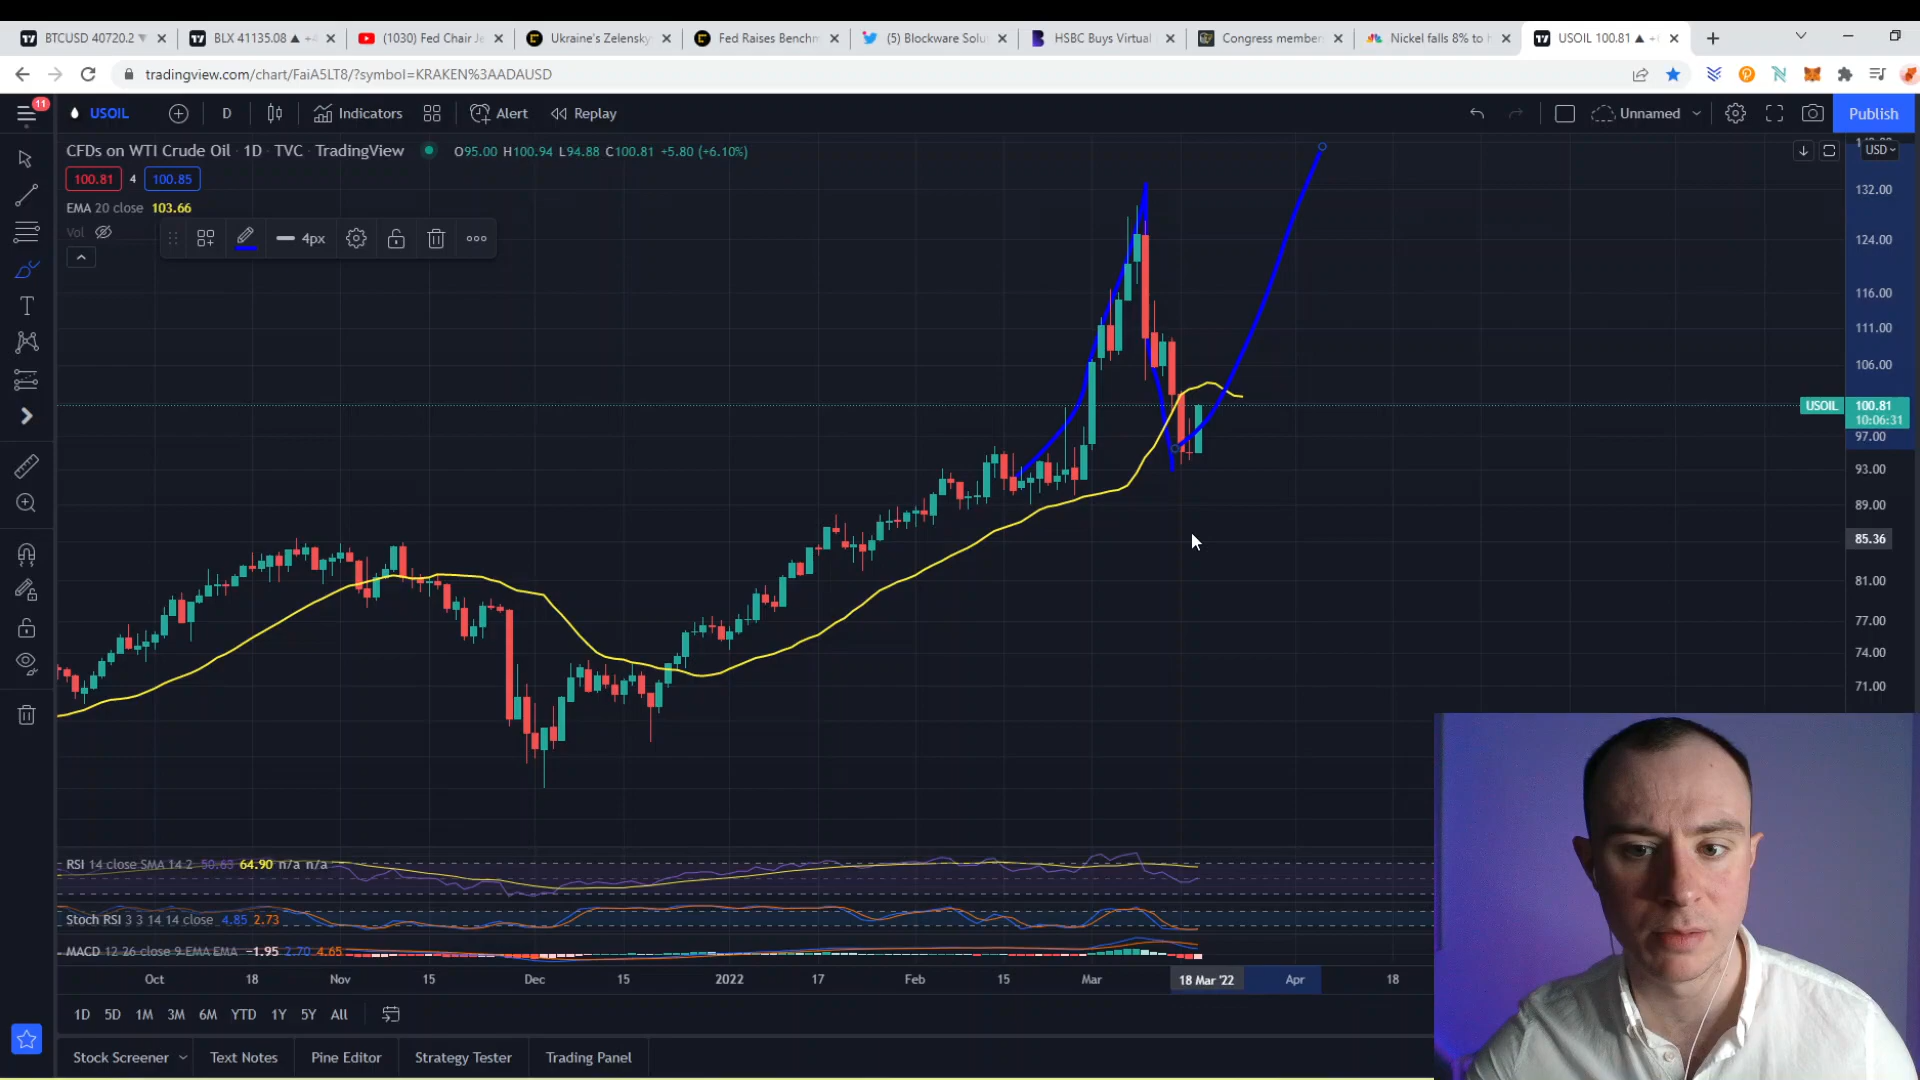 BTCUSD 40720.2
BLX 41135.08 ▲
(1030) Fed Chair Je
Ukraine's Zelensky
Fed Raises Benchm
(5) Blockware Solu
HSBC Buys Virtual
Congress member
Nickel falls 8% to h
USOIL 100.81 ▲
tradingview.com/chart/FaiA5LT8/?symbol=KRAKEN%3AADAUSD
11
USOIL
D
Indicators
Alert
Replay
Unnamed
Publish
CFDs on WTI Crude Oil · 1D · TVC · TradingView
O95.00 H100.94 L94.88 C100.81 +5.80 (+6.10%)
USD
100.81
4
100.85
132.00
EMA 20 close 103.66
Vol
4px
124.00
116.00
111.00
106.00
USOIL
100.81
10:06:31
97.00
93.00
89.00
85.36
81.00
77.00
74.00
71.00
RSI 14 close SMA 14 2 50.63 64.90 n/a n/a
Stoch RSI 3 3 14 14 close 4.85 2.73
MACD 12 26 close 9 EMA EMA −1.95 2.70 4.65
Oct
18
Nov
15
Dec
15
2022
17
Feb
15
Mar
18 Mar '22
Apr
18
1D
5D
1M
3M
6M
YTD
1Y
5Y
All
Stock Screener
Text Notes
Pine Editor
Strategy Tester
Trading Panel